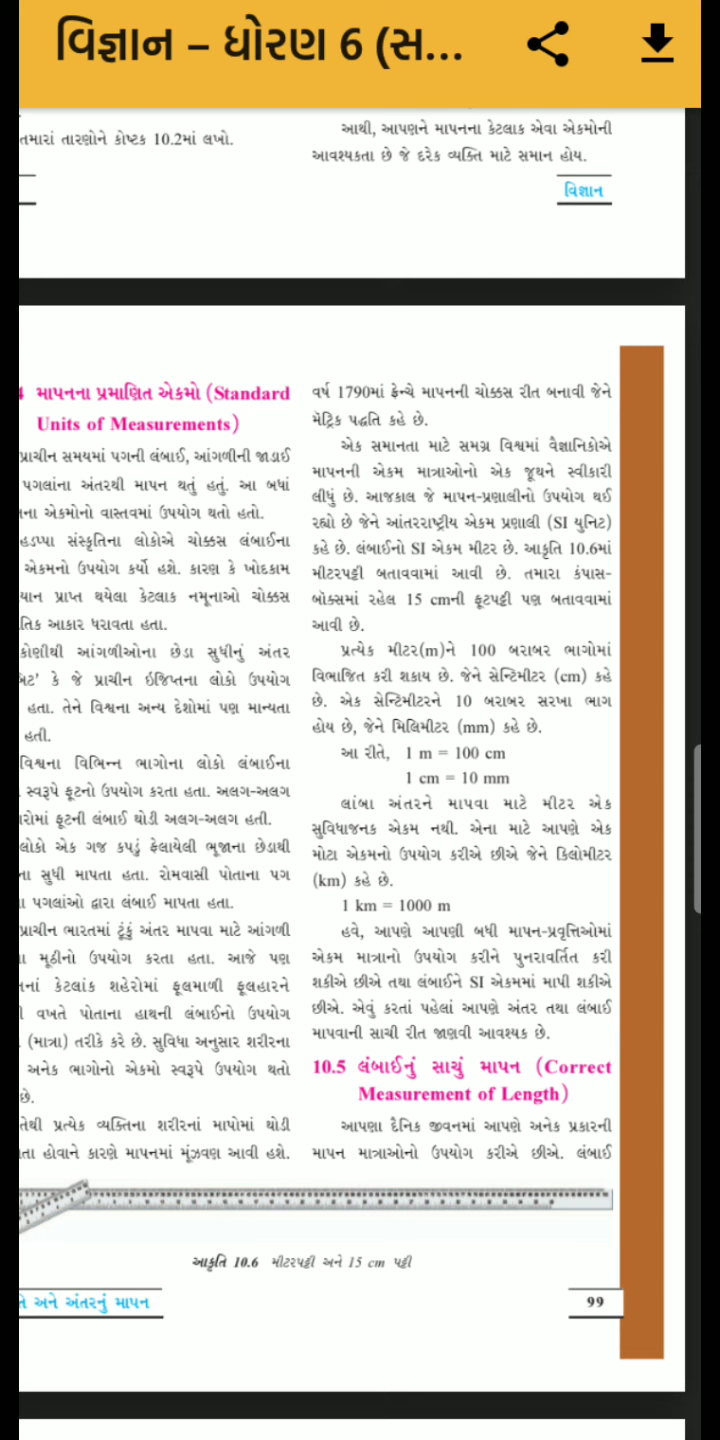 વિજ્ઞાન – ધોરણ 6 (સ...
તમારાં તારણોને કોષ્ટક 10.2માં લખો.
આથી, આપણને માપનના કેટલાક એવા એકમોની
આવશ્યકતા છે જે દરેક વ્યક્તિ માટે સમાન હોય.
વિજ્ઞાન
માપનના પ્રમાણિત એકમો (Standard
Units of Measurements)
પ્રાચીન સમયમાં પગની લંબાઈ, આંગળીની જાડાઈ
પગલાંના અંતરથી માપન થતું હતું. આ બધાં
ના એકમોનો વાસ્તવમાં ઉપયોગ થતો હતો.
હડપ્પા સંસ્કૃતિના લોકોએ ચોક્કસ લંબાઈના
એકમનો ઉપયોગ કર્યો હશે. કારણ કે ખોદકામ
યાન પ્રાપ્ત થયેલા કેટલાક નમૂનાઓ ચોક્કસ
તિક આકાર ધરાવતા હતા.
કોણીથી આંગળીઓના છેડા સુધીનું અંતર
કે જે પ્રાચીન ઇજિપ્તના લોકો ઉપયોગ
હતા. તેને વિશ્વના અન્ય દેશોમાં પણ માન્યતા
હતી.
વિશ્વના વિભિન્ન ભાગોના લોકો લંબાઈના
સ્વરૂપે ફૂટનો ઉપયોગ કરતા હતા. અલગ-અલગ
રોમાં ફૂટની લંબાઈ થોડી અલગ-અલગ હતી.
લોકો એક ગજ કપડું ફેલાયેલી ભૂજાના છેડાથી
ના સુધી માપતા હતા. રોમવાસી પોતાના પગ
પગલાંઓ દ્વારા લંબાઈ માપતા હતા.
પ્રાચીન ભારતમાં ટૂંકું અંતર માપવા માટે આંગળી
મૂઠીનો ઉપયોગ કરતા હતા. આજે પણ
નાં કેટલાંક શહેરોમાં ફૂલમાળી ફૂલહારને
વખતે પોતાના હાથની લંબાઈનો ઉપયોગ
(માત્રા) તરીકે કરે છે. સુવિધા અનુસાર શરીરના
અનેક ભાગોનો એકમો સ્વરૂપે ઉપયોગ થતો
છે.
તેથી પ્રત્યેક વ્યક્તિના શરીરનાં માપોમાં થોડી
તા હોવાને કારણે માપનમાં મૂંઝવણ આવી હશે.
વર્ષ 1790માં ફ્રેન્ચે માપનની ચોક્કસ રીત બનાવી જેને
મૅટ્રિક પદ્ધતિ કહે છે.
એક સમાનતા માટે સમગ્ર વિશ્વમાં વૈજ્ઞાનિકોએ
માપનની એકમ માત્રાઓનો એક જૂથને સ્વીકારી
લીધું છે. આજકાલ જે માપન-પ્રણાલીનો ઉપયોગ થઈ
રહ્યો છે જેને આંતરરાષ્ટ્રીય એકમ પ્રણાલી (SI યુનિટ)
કહે છે. લંબાઈનો SI એકમ મીટર છે. આકૃતિ 10.6માં
મીટરપટ્ટી બતાવવામાં આવી છે. તમારા કંપાસ-
બૉક્સમાં રહેલ 15 cmની ફૂટપટ્ટી પણ બતાવવામાં
આવી છે.
પ્રત્યેક મીટર(m)ને 100 બરાબર ભાગોમાં
વિભાજિત કરી શકાય છે. જેને સેન્ટિમીટર (cm) કહે
છે. એક સેન્ટિમીટરને 10 બરાબર સરખા ભાગ
હોય છે, જેને મિલિમીટર (mm) કહે છે.
આ રીતે, 1 m = 100 cm
1 cm = 10 mm
લાંબા અંતરને માપવા માટે મીટર એક
સુવિધાજનક એકમ નથી. એના માટે આપણે એક
મોટા એકમનો ઉપયોગ કરીએ છીએ જેને કિલોમીટર
(km) કહે છે.
1 km = 1000 m
હવે, આપણે આપણી બધી માપન-પ્રવૃત્તિઓમાં
એકમ માત્રાનો ઉપયોગ કરીને પુનરાવર્તિત કરી
શકીએ છીએ તથા લંબાઈને SI એકમમાં માપી શકીએ
છીએ. એવું કરતાં પહેલાં આપણે અંતર તથા લંબાઈ
માપવાની સાચી રીત જાણવી આવશ્યક છે.
10.5 લંબાઈનું સાચું માપન (Correct
Measurement of Length)
આપણા દૈનિક જીવનમાં આપણે અનેક પ્રકારની
માપન માત્રાઓનો ઉપયોગ કરીએ છીએ. લંબાઈ
આકૃતિ 10.6 મીટરપટ્ટી અને 15 cm પટ્ટી
અને અંતરનું માપન
99